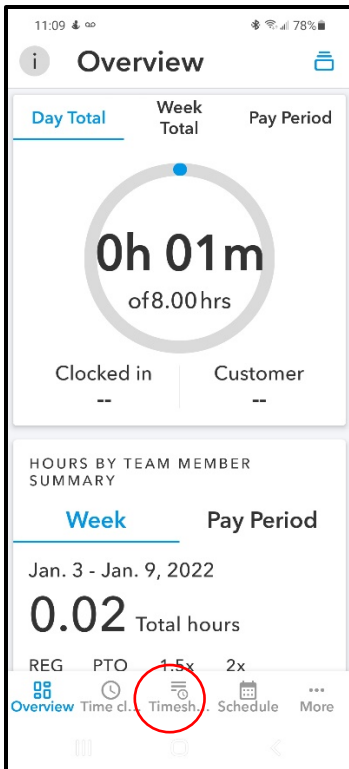 11:09 78%
i Overview
Day Total Week Total Pay Period
0h 01m
of 8.00 hrs
Clocked in Customer
-- --
HOURS BY TEAM MEMBER
SUMMARY
Week Pay Period
Jan. 3 - Jan. 9, 2022
0.02 Total hours
REG PTO 1.5x 2x
Overview Time cl... Timesh... Schedule More